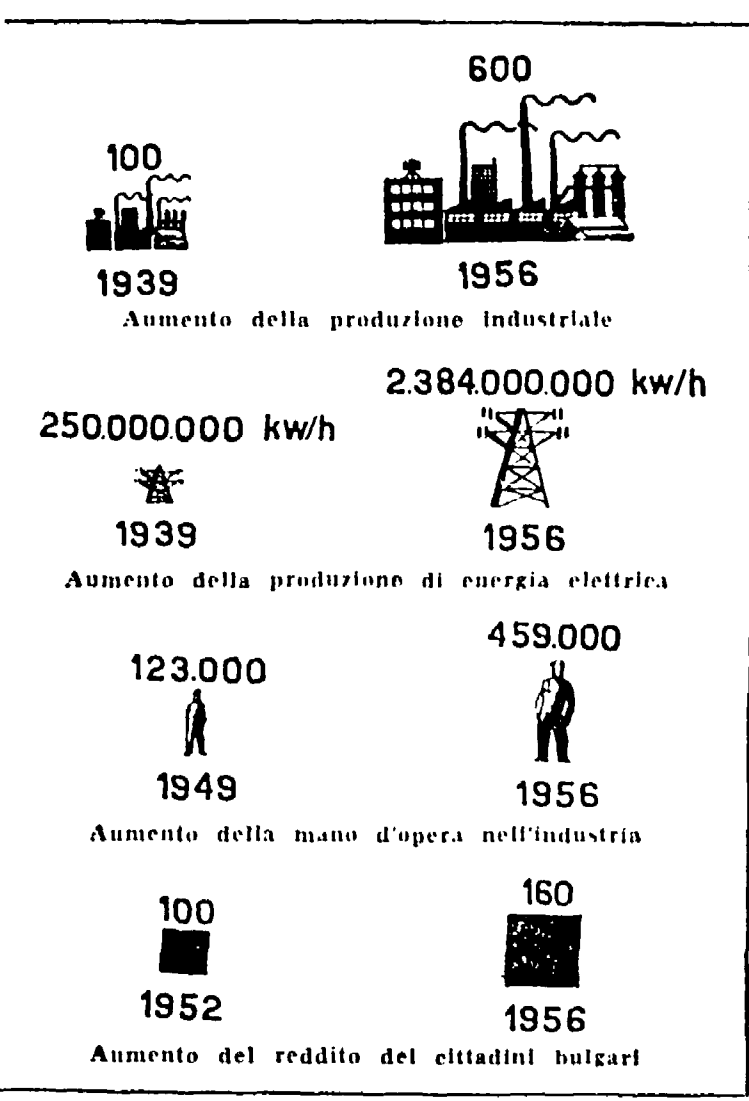 100 600
1939 1956
Aumento della produzione industriale
250.000.000 kw/h 2.384.000.000 kw/h
1939 1956
Aumento della produzione di energia elettrica
123.000 459.000
1949 1956
Aumento della mano d'opera nell'industria
100 160
1952 1956
Aumento del reddito dei cittadini bulgari